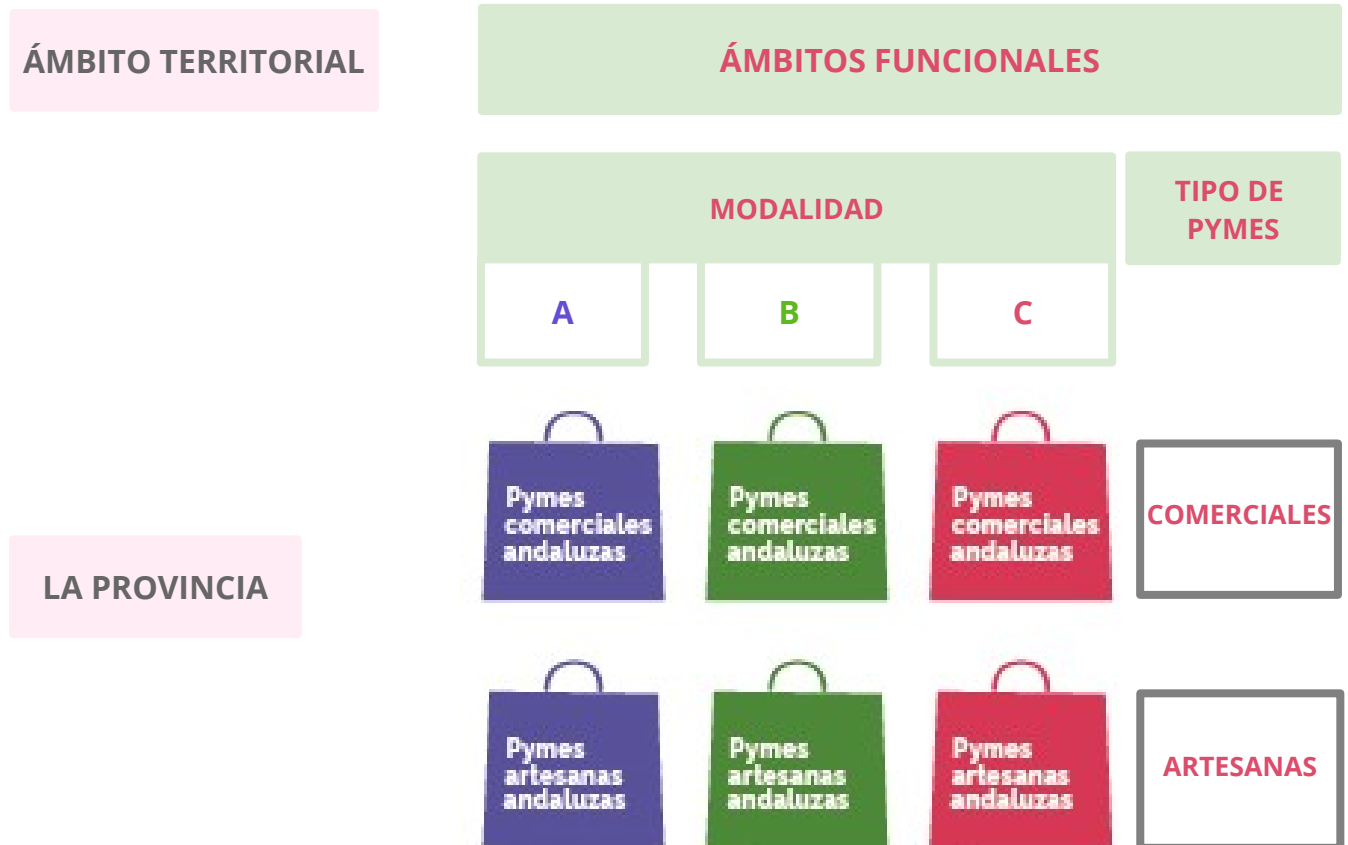 ÁMBITO TERRITORIAL
ÁMBITOS FUNCIONALES
MODALIDAD
TIPO DE
PYMES
A
B
C
Pymes
comerciales
andaluzas
Pymes
comerciales
andaluzas
Pymes
comerciales
andaluzas
COMERCIALES
LA PROVINCIA
Pymes
artesanas
andaluzas
Pymes
artesanas
andaluzas
Pymes
artesanas
andaluzas
ARTESANAS